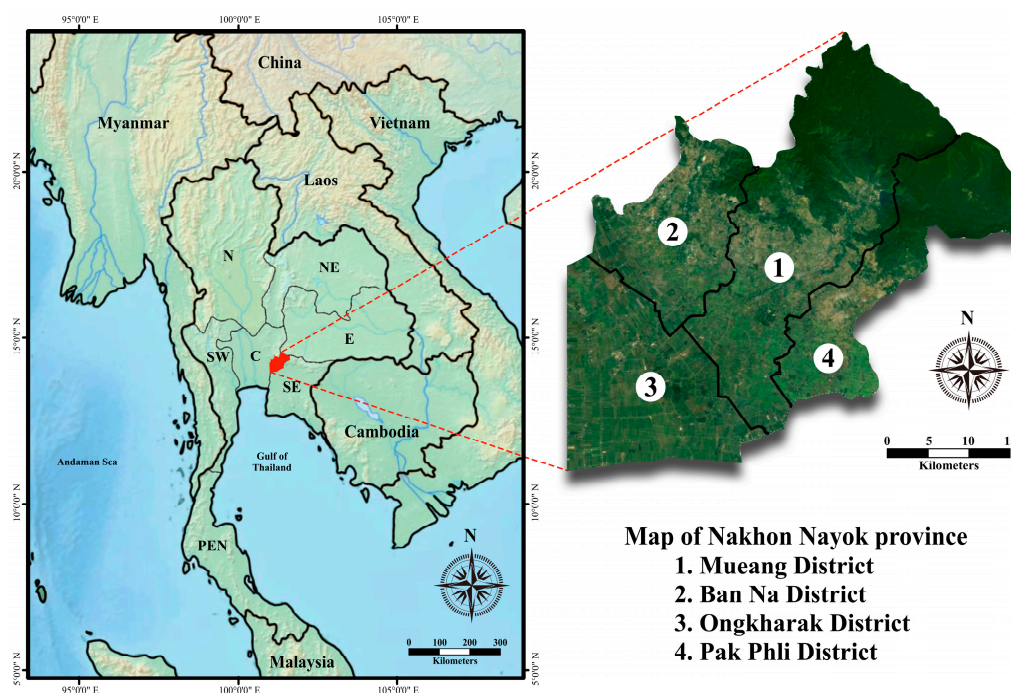 95°0'0" E
100°0'0" E
105°0'0" E
China
Myanmar
Vietnam
20°0'0" N
20°0'0" N
Laos
N
NE
15°0'0" N
15°0'0" N
SW
C
E
SE
Cambodia
Gulf of
Thailand
Andaman Sca
10°0'0" N
10°0'0" N
PEN
N
0 100 200 300
Kilometers
Malaysia
5°0'0" N
5°0'0" N
95°0'0" E
100°0'0" E
105°0'0" E
2
1
4
3
N
0 5 10 15
Kilometers
Map of Nakhon Nayok province
1. Mueang District
2. Ban Na District
3. Ongkharak District
4. Pak Phli District